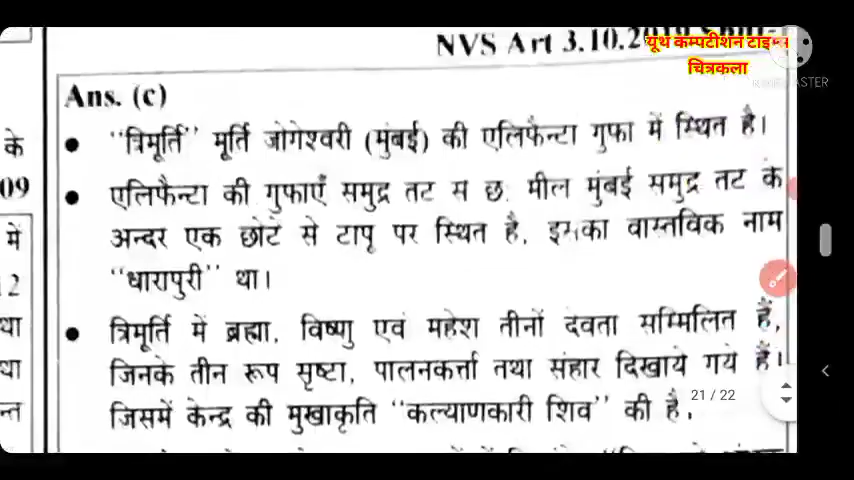 NVS Art 3.10.2019
यूथ कम्पटीशन टाइम्स
चित्रकला
Ans. (c)
"त्रिमूर्ति" मूर्ति जोगेश्वरी (मुंबई) की एलिफैन्टा गुफा में स्थित है।
एलिफैन्टा की गुफाएँ समुद्र तट स छ: मील मुंबई समुद्र तट के
अन्दर एक छोटे से टापू पर स्थित है, इसका वास्तविक नाम
"धारापुरी" था।
त्रिमूर्ति में ब्रह्मा, विष्णु एवं महेश तीनों देवता सम्मिलित हैं,
जिनके तीन रूप सृष्टा, पालनकर्त्ता तथा संहार दिखाये गये हैं।
जिसमें केन्द्र की मुखाकृति "कल्याणकारी शिव" की है,
के
09
में
2
था
था
न्त
21 / 22